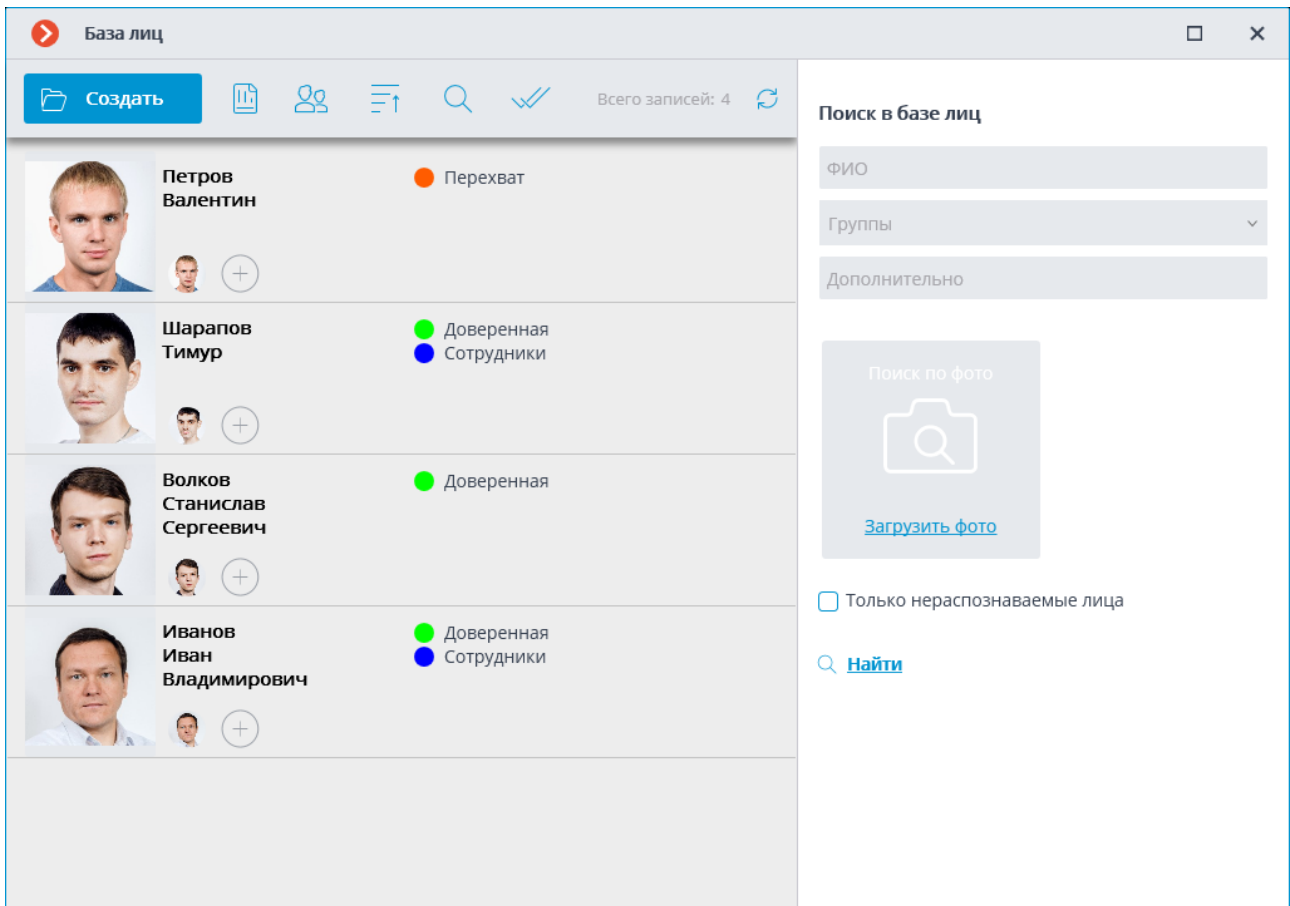 База лиц
Создать
Всего записей: 4
Петров
Валентин
Перехват
Шарапов
Тимур
Доверенная
Сотрудники
Волков
Станислав
Сергеевич
Доверенная
Иванов
Иван
Владимирович
Доверенная
Сотрудники
Поиск в базе лиц
ФИО
Группы
Дополнительно
Поиск по фото
Загрузить фото
Только нераспознаваемые лица
Найти